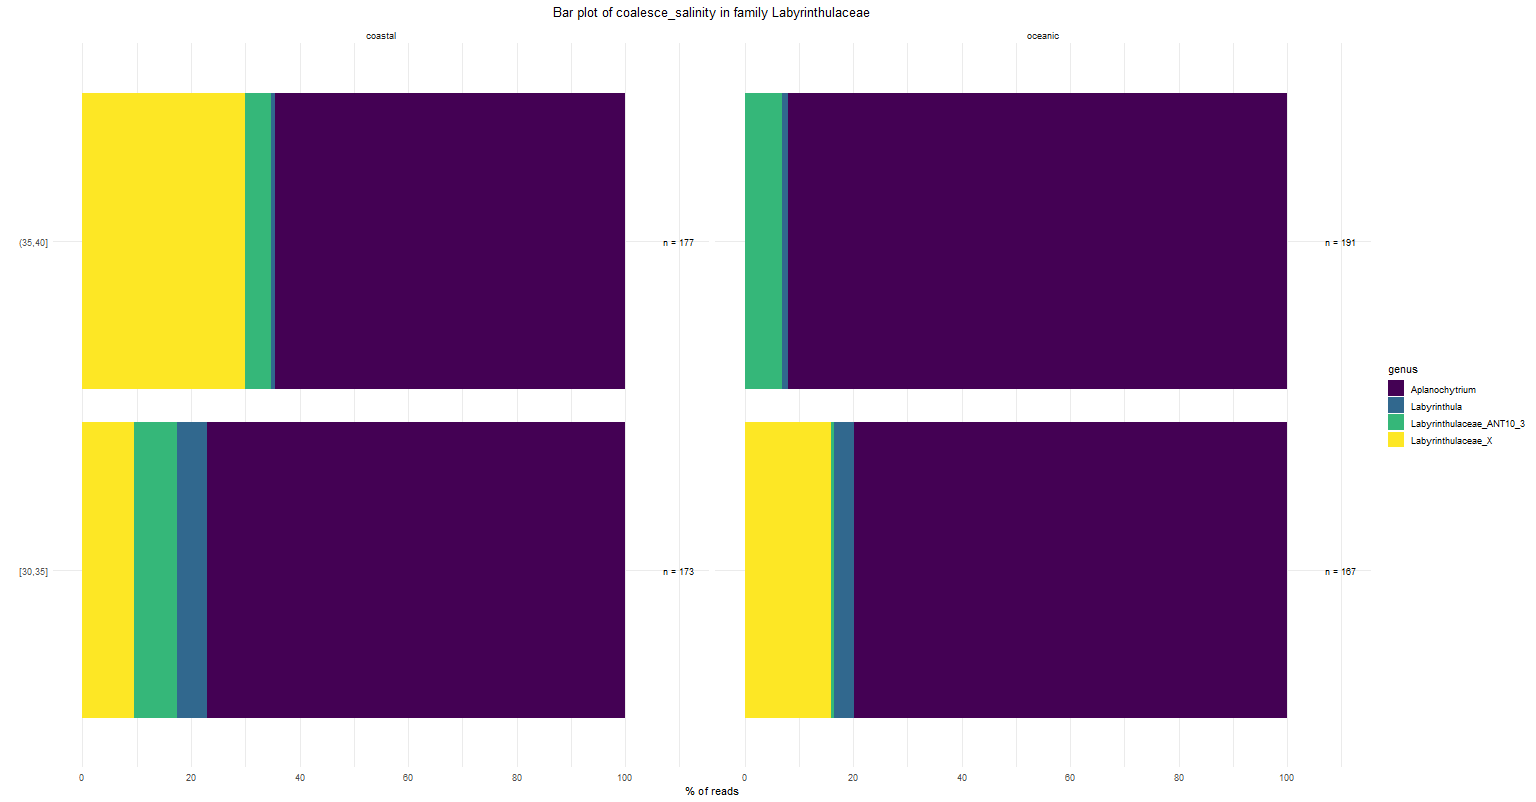 Bar plot of coalesce_salinity in family Labyrinthulaceae
coastal
oceanic
(35,40]
n = 177
n = 191
[30,35]
n = 173
n = 167
0 20 40 60 80 100
0 20 40 60 80 100
% of reads
genus
Aplanochytrium
Labyrinthula
Labyrinthulaceae_ANT10_3
Labyrinthulaceae_X